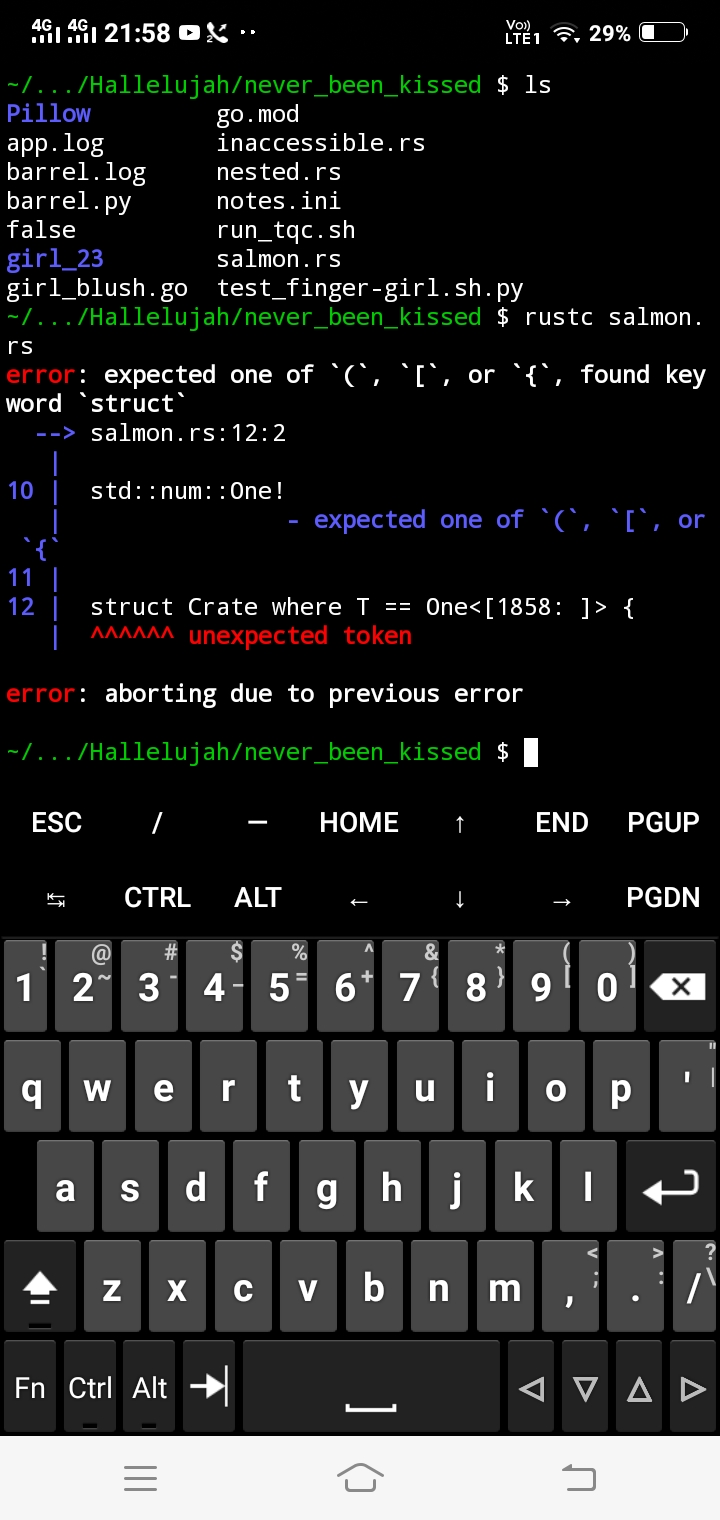 4G 4G 21:58 2 ·· Vo)) LTE1 29%
~/.../Hallelujah/never_been_kissed $ ls
Pillow go.mod
app.log inaccessible.rs
barrel.log nested.rs
barrel.py notes.ini
false run_tqc.sh
girl_23 salmon.rs
girl_blush.go test_finger-girl.sh.py
~/.../Hallelujah/never_been_kissed $ rustc salmon.
rs
error: expected one of `(`, `[`, or `{`, found key
word `struct`
--> salmon.rs:12:2
|
10 | std::num::One!
| - expected one of `(`, `[`, or
`{`
11 |
12 | struct Crate where T == One<[1858: ]> {
| ^^^^^^ unexpected token
error: aborting due to previous error
~/.../Hallelujah/never_been_kissed $
ESC / — HOME ↑ END PGUP
↹ CTRL ALT ← ↓ → PGDN
! ` @ ~ # - $ _ % = ^ + & { * } ( [ ) ]
1 2 3 4 5 6 7 8 9 0
q w e r t y u i o p ' " |
a s d f g h j k l
z x c v b n m , < ; . > : / ? \
Fn Ctrl Alt